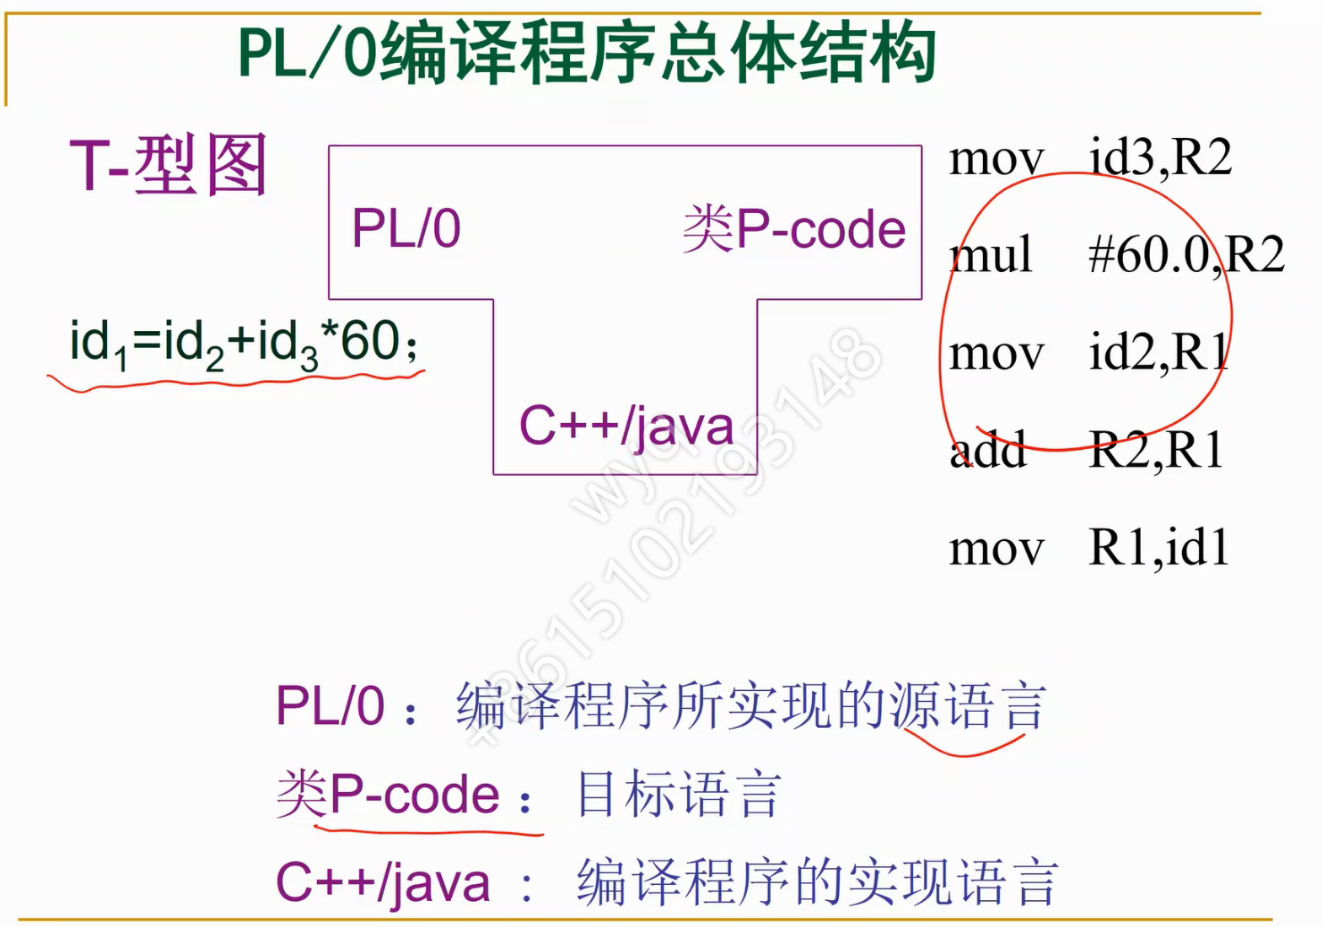 PL/0编译程序总体结构
T-型图
PL/0 类P-code
C++/java
id₁=id₂+id₃*60;
mov id3,R2
mul #60.0,R2
mov id2,R1
add R2,R1
mov R1,id1
PL/0：编译程序所实现的源语言
类P-code：目标语言
C++/java：编译程序的实现语言
wyq
+8615102193148